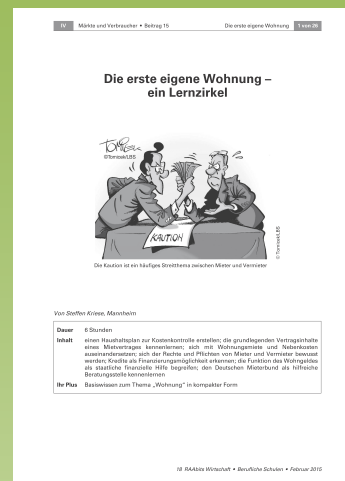 IV Märkte und Verbraucher • Beitrag 15 Die erste eigene Wohnung 1 von 26
Die erste eigene Wohnung –
ein Lernzirkel
©Tomicek/LBS
KAUTION
© Tomicek/LBS
Die Kaution ist ein häufiges Streitthema zwischen Mieter und Vermieter
Von Steffen Kriese, Mannheim
Dauer 6 Stunden
Inhalt einen Haushaltsplan zur Kostenkontrolle erstellen; die grundlegenden Vertragsinhalte
eines Mietvertrages kennenlernen; sich mit Wohnungsmiete und Nebenkosten
auseinandersetzen; sich der Rechte und Pflichten von Mieter und Vermieter bewusst
werden; Kredite als Finanzierungsmöglichkeit erkennen; die Funktion des Wohngeldes
als staatliche finanzielle Hilfe begreifen; den Deutschen Mieterbund als hilfreiche
Beratungsstelle kennenlernen
Ihr Plus Basiswissen zum Thema „Wohnung“ in kompakter Form
18 RAAbits Wirtschaft • Berufliche Schulen • Februar 2015